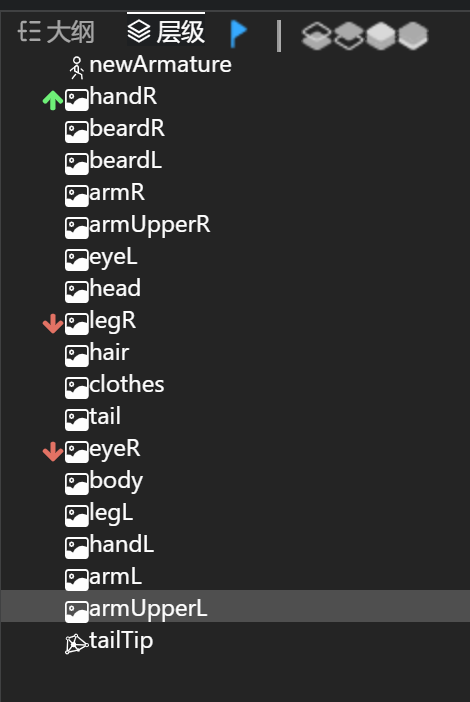 大纲 层级
newArmature
handR
beardR
beardL
armR
armUpperR
eyeL
head
legR
hair
clothes
tail
eyeR
body
legL
handL
armL
armUpperL
tailTip